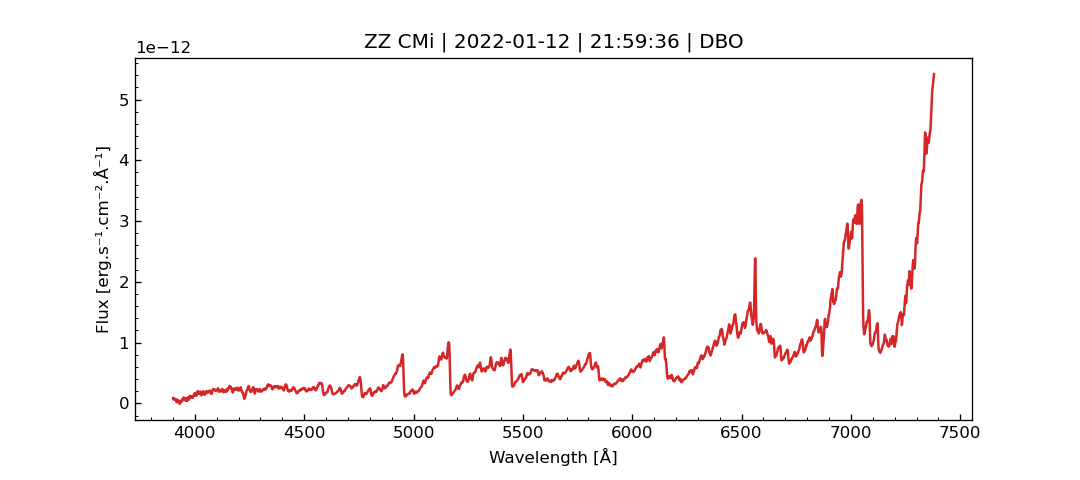 ZZ CMi | 2022-01-12 | 21:59:36 | DBO
1e−12
5
4
3
2
1
0
Flux [erg.s⁻¹.cm⁻².Å⁻¹]
4000 4500 5000 5500 6000 6500 7000 7500
Wavelength [Å]